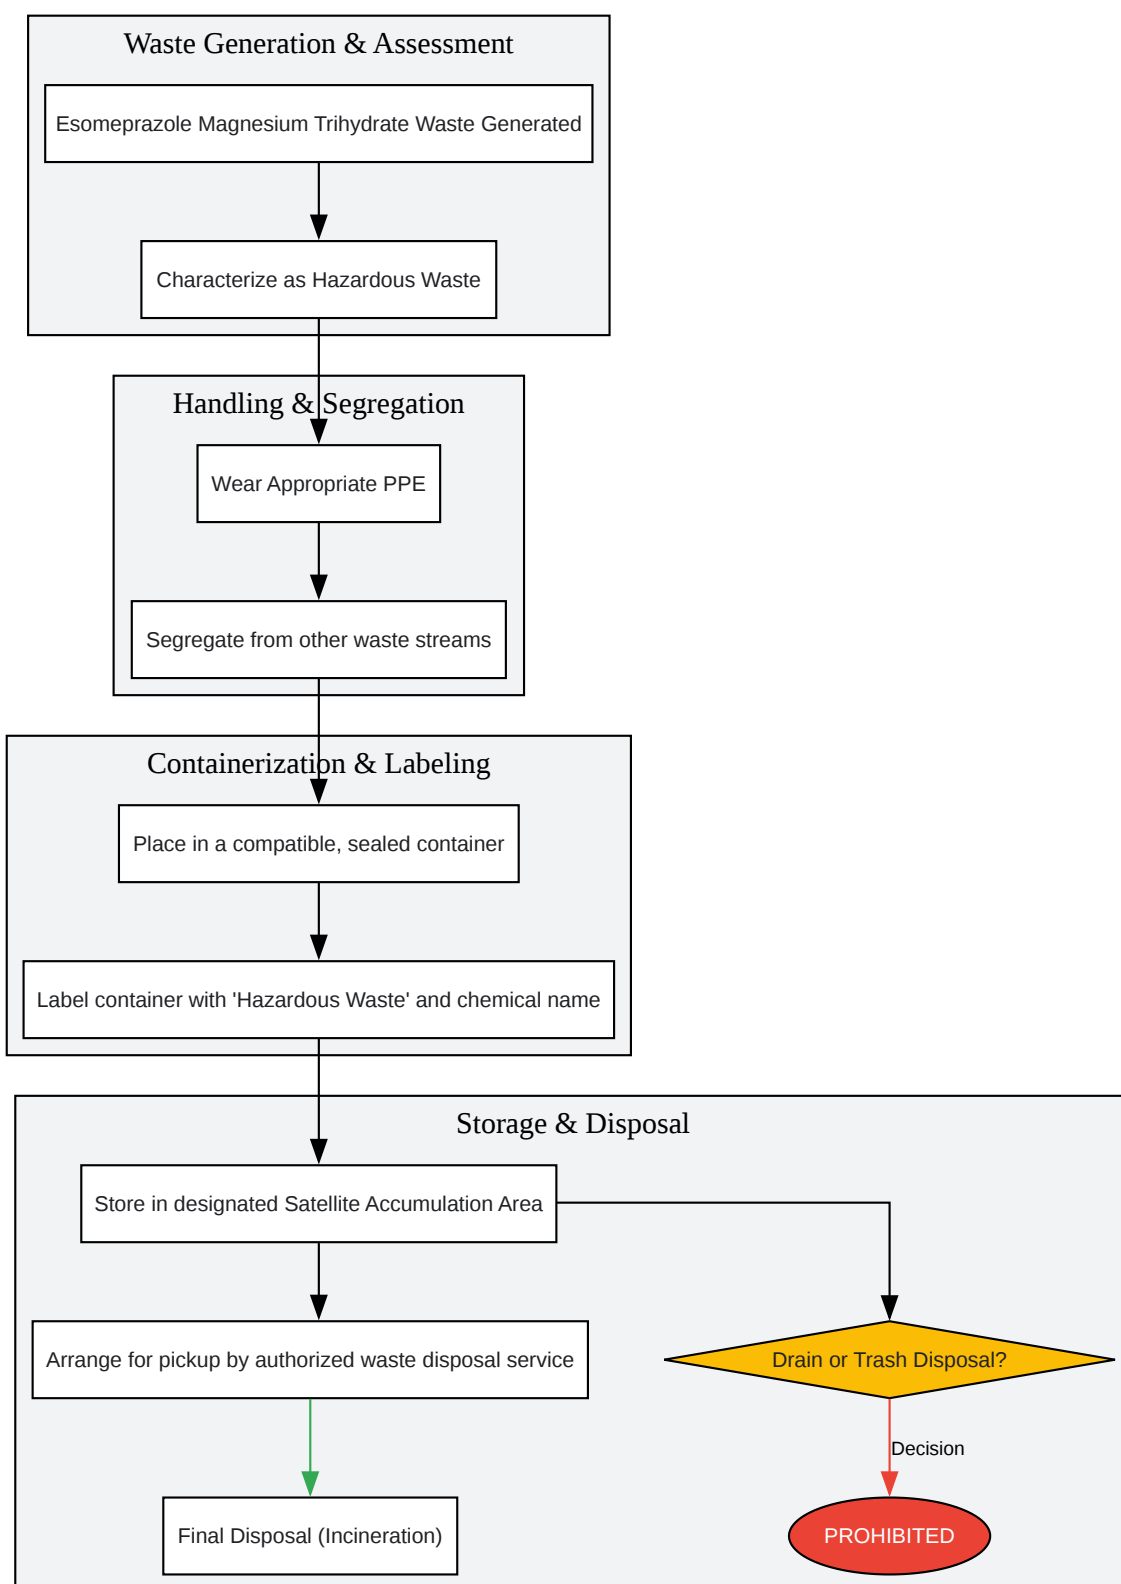 Waste Generation & Assessment
Esomeprazole Magnesium Trihydrate Waste Generated
Characterize as Hazardous Waste
Handling & Segregation
Wear Appropriate PPE
Segregate from other waste streams
Containerization & Labeling
Place in a compatible, sealed container
Label container with 'Hazardous Waste' and chemical name
Storage & Disposal
Store in designated Satellite Accumulation Area
Arrange for pickup by authorized waste disposal service
Drain or Trash Disposal?
Decision
Final Disposal (Incineration)
PROHIBITED